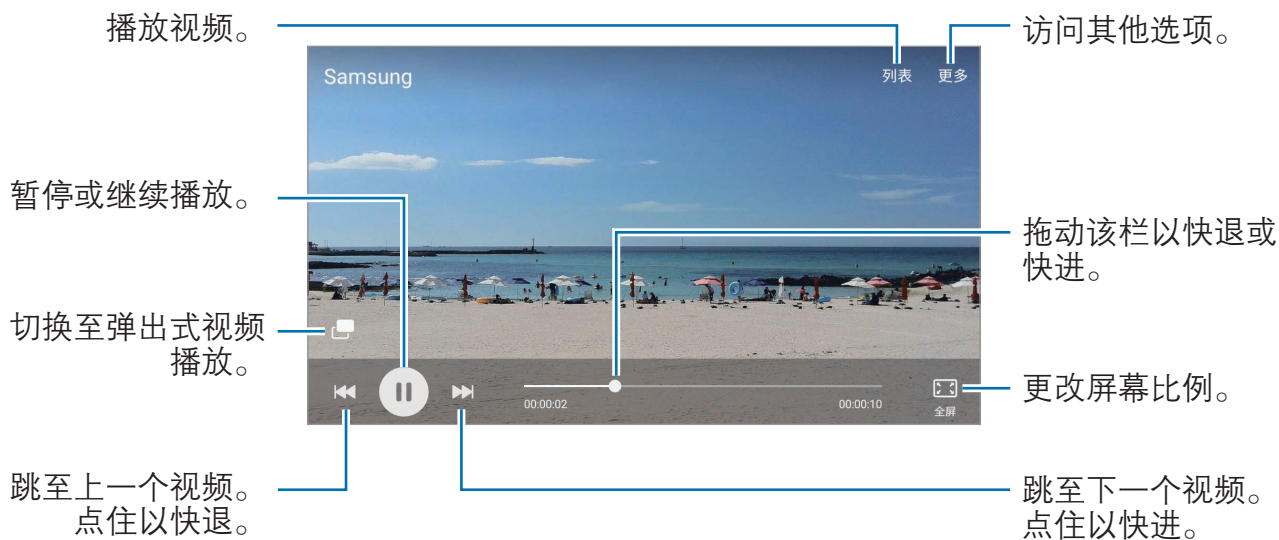 播放视频。
访问其他选项。
Samsung
列表
更多
暂停或继续播放。
拖动该栏以快退或
快进。
切换至弹出式视频
播放。
更改屏幕比例。
00:00:02
00:00:10
全屏
跳至上一个视频。
点住以快退。
跳至下一个视频。
点住以快进。